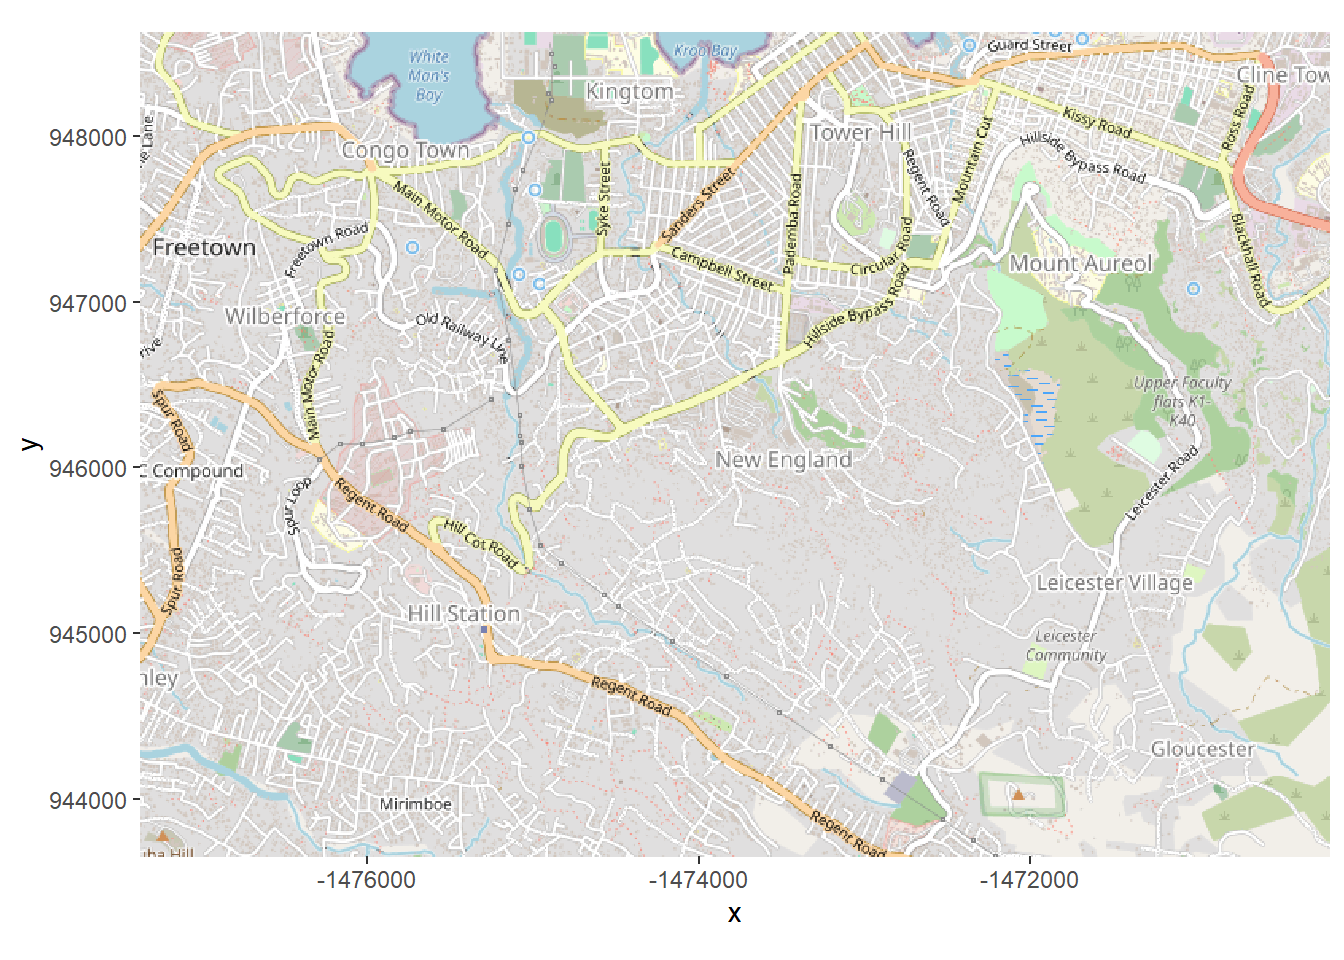 Guard Street
White
Man's
Bay
Kroo Bay
Kingtom
Cline Tow
948000
e Lane
Congo Town
Tower Hill
Kissy Road
Ross Road
Hillside Bypass Road
Mountain Cut
Regent Road
Main Motor Road
Syke Street
Sanders Street
Pademba Road
Freetown
Freetown Road
Campbell Street
Circular Road
Mount Aureol
Blackhall Road
947000
Wilberforce
Old Railway Line
Hillside Bypass Road
rive
Main Motor Road
Upper Faculty
flats K1-
K40
Spur Road
y
946000
C Compound
New England
Spur Loop
Regent Road
Hill Cot Road
Leicester Road
Spur Road
Hill Station
Leicester Village
945000
Leicester
Community
nley
Regent Road
Gloucester
944000
Mirimboe
Regent Road
ba Hill
-1476000
-1474000
-1472000
x